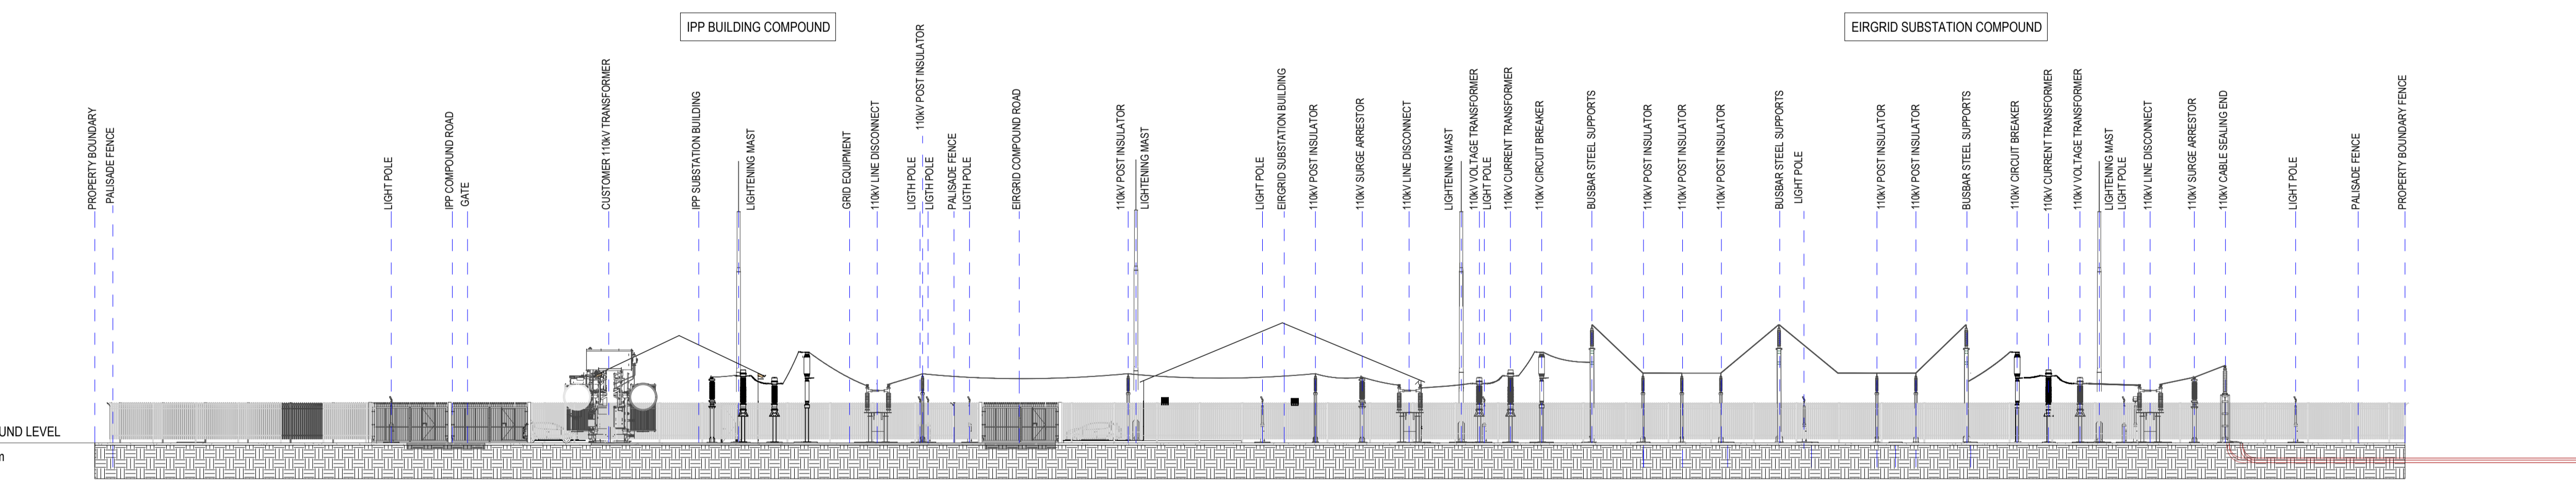 IPP BUILDING COMPOUND
EIRGRID SUBSTATION COMPOUND
PROPERTY BOUNDARY
PALISADE FENCE
LIGHT POLE
IPP COMPOUND ROAD
GATE
CUSTOMER 110kV TRANSFORMER
IPP SUBSTATION BUILDING
LIGHTENING MAST
GRID EQUIPMENT
110kV LINE DISCONNECT
LIGTH POLE
110kV POST INSULATOR
LIGTH POLE
PALISADE FENCE
LIGTH POLE
EIRGRID COMPOUND ROAD
110kV POST INSULATOR
LIGHTENING MAST
LIGHT POLE
EIRGRID SUBSTATION BUILDING
110kV POST INSULATOR
110kV SURGE ARRESTOR
110kV LINE DISCONNECT
LIGHTENING MAST
110kV VOLTAGE TRANSFORMER
LIGHT POLE
110kV CURRENT TRANSFORMER
110kV CIRCUIT BREAKER
BUSBAR STEEL SUPPORTS
110kV POST INSULATOR
110kV POST INSULATOR
110kV POST INSULATOR
BUSBAR STEEL SUPPORTS
LIGHT POLE
110kV POST INSULATOR
110kV POST INSULATOR
BUSBAR STEEL SUPPORTS
110kV CIRCUIT BREAKER
110kV CURRENT TRANSFORMER
110kV VOLTAGE TRANSFORMER
LIGHTENING MAST
LIGHT POLE
110kV LINE DISCONNECT
110kV SURGE ARRESTOR
110kV CABLE SEALING END
LIGHT POLE
PALISADE FENCE
PROPERTY BOUNDARY FENCE
UND LEVEL
m